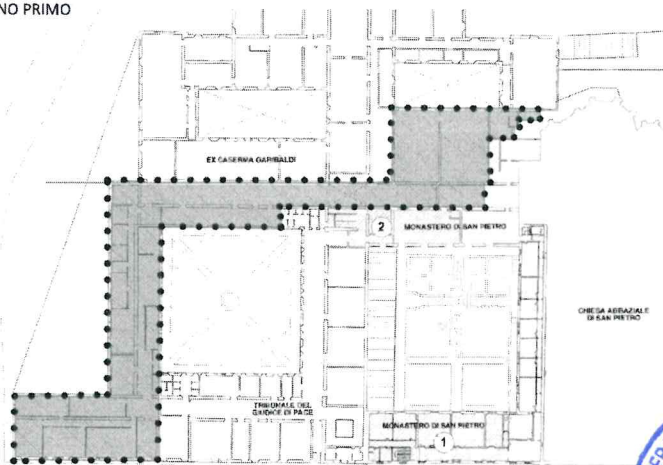 NO PRIMO
EX CASERMA GARIBALDI
2
MONASTERO DI SAN PIETRO
CHIESA ABBAZIALE
DI SAN PIETRO
TRIBUNALE DEL
GIUDICE DI PACE
MONASTERO DI SAN PIETRO
1